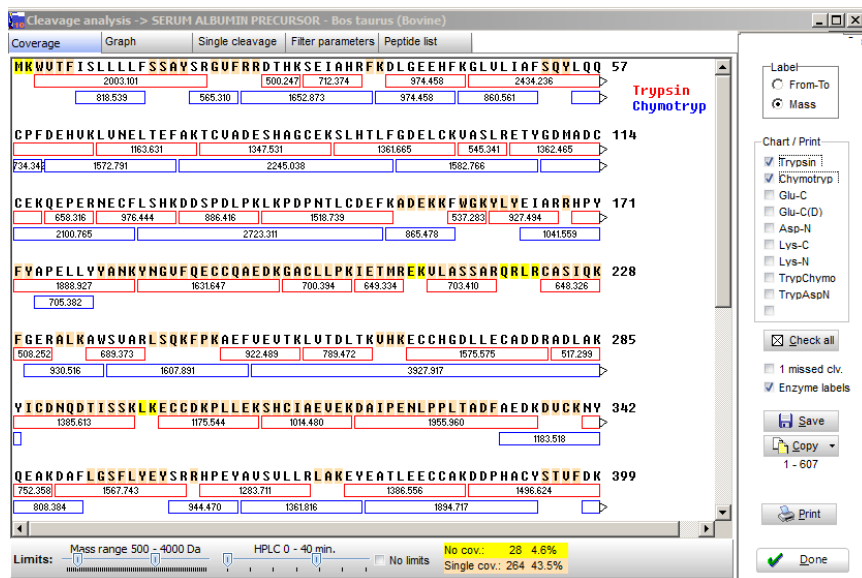 Cleavage analysis -> SERUM ALBUMIN PRECURSOR - Bos taurus (Bovine)
Coverage Graph Single cleavage Filter parameters Peptide list
MKWVTFISLLLLFSSAYSRGVFRRDTHKSEIAHRFKDLGEEHFKGLVLIAFSQYLQQ 57
2003.101 500.247 712.374 974.458 2434.236
Trypsin
818.539 565.310 1652.873 974.458 860.561
Chymotryp
CPFDEHVKLVNELTEFAKTCVADESHAGCEKSLHTLFGDELCKVASLRETYGDMADC 114
1163.631 1347.531 1361.665 545.341 1362.465
734.342 1572.791 2245.038 1582.766
CEKQEPERNECFLSHKDDSPDLPKLKPDPNTLCDEFKADEKKFWGKYLYEIARRHPY 171
658.316 976.444 886.416 1518.739 537.283 927.494
2100.765 2723.311 865.478 1041.559
FYAPELLYYANKYNGVFQECCQAEDKGACLLPKIETMREKVLASSARQRLRCASIQK 228
1888.927 1631.647 700.394 649.334 703.410 648.326
705.382
FGERALKAWSVARLSQKFPKAEFVEVTKLVTDLTKVHKECCHGDLLECADDRADLAK 285
508.252 689.373 922.489 789.472 1575.575 517.299
930.516 1607.891 3927.917
YICDNQDTISSKLKECCDKPLLEKSHCIAEVEKDAIPENLPPLTADFAEDKDVCKNY 342
1385.613 1175.544 1014.480 1955.960
1183.518
QEAKDAFLGSFLYEYSRRHPEYAVSVLLRLAKEYEATLEECCAKDDPHACYSTVFDK 399
752.358 1567.743 1283.711 1386.556 1496.624
808.384 944.470 1361.816 1894.717
Label
From-To
Mass
Chart / Print
Trypsin
Chymotryp
Glu-C
Glu-C(D)
Asp-N
Lys-C
Lys-N
TrypChymo
TrypAspN
Check all
1 missed clv.
Enzyme labels
Save
Copy
1 - 607
Print
Done
Limits: Mass range 500 - 4000 Da HPLC 0 - 40 min. No limits
No cov.: 28 4.6%
Single cov.: 264 43.5%